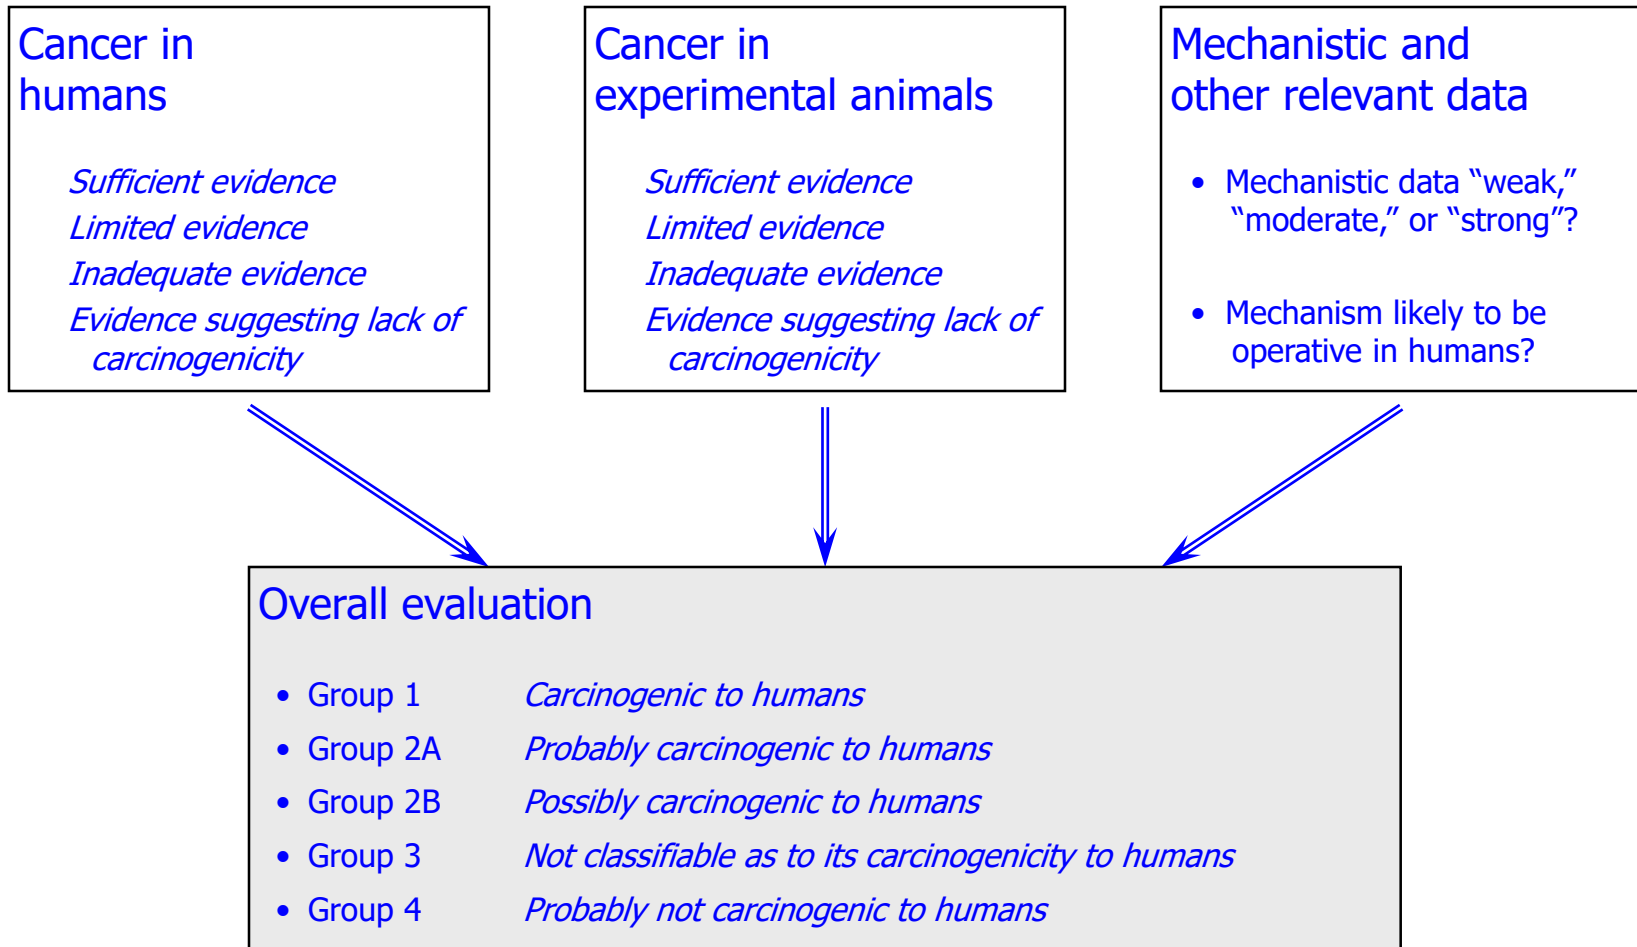 Cancer in
humans
Sufficient evidence
Limited evidence
Inadequate evidence
Evidence suggesting lack of
carcinogenicity
Cancer in
experimental animals
Sufficient evidence
Limited evidence
Inadequate evidence
Evidence suggesting lack of
carcinogenicity
Mechanistic and
other relevant data
• Mechanistic data “weak,”
“moderate,” or “strong”?
• Mechanism likely to be
operative in humans?
Overall evaluation
• Group 1 Carcinogenic to humans
• Group 2A Probably carcinogenic to humans
• Group 2B Possibly carcinogenic to humans
• Group 3 Not classifiable as to its carcinogenicity to humans
• Group 4 Probably not carcinogenic to humans